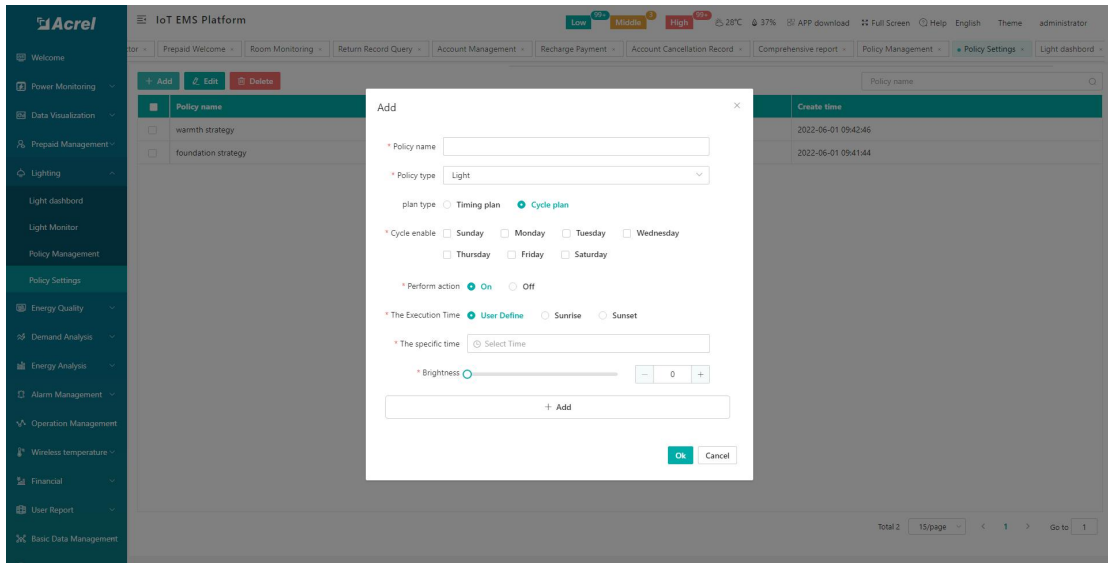 Acrel
IoT EMS Platform
Low 99+ Middle 3 High 99+ 28°C 37% APP download Full Screen Help English Theme administrator
tor × Prepaid Welcome × Room Monitoring × Return Record Query × Account Management × Recharge Payment × Account Cancellation Record × Comprehensive report × Policy Management × Policy Settings × Light dashbord ×
Welcome
Power Monitoring
Data Visualization
Prepaid Management
Lighting
Light dashbord
Light Monitor
Policy Management
Policy Settings
Energy Quality
Demand Analysis
Energy Analysis
Alarm Management
Operation Management
Wireless temperature
Financial
User Report
Basic Data Management
+ Add Edit Delete
Policy name
Policy name Create time
warmth strategy 2022-06-01 09:42:46
foundation strategy 2022-06-01 09:41:44
Add ×
* Policy name
* Policy type Light
plan type Timing plan Cycle plan
* Cycle enable Sunday Monday Tuesday Wednesday
Thursday Friday Saturday
* Perform action On Off
* The Execution Time User Define Sunrise Sunset
* The specific time Select Time
* Brightness − 0 +
+ Add
Ok Cancel
Total 2 15/page < 1 > Go to 1